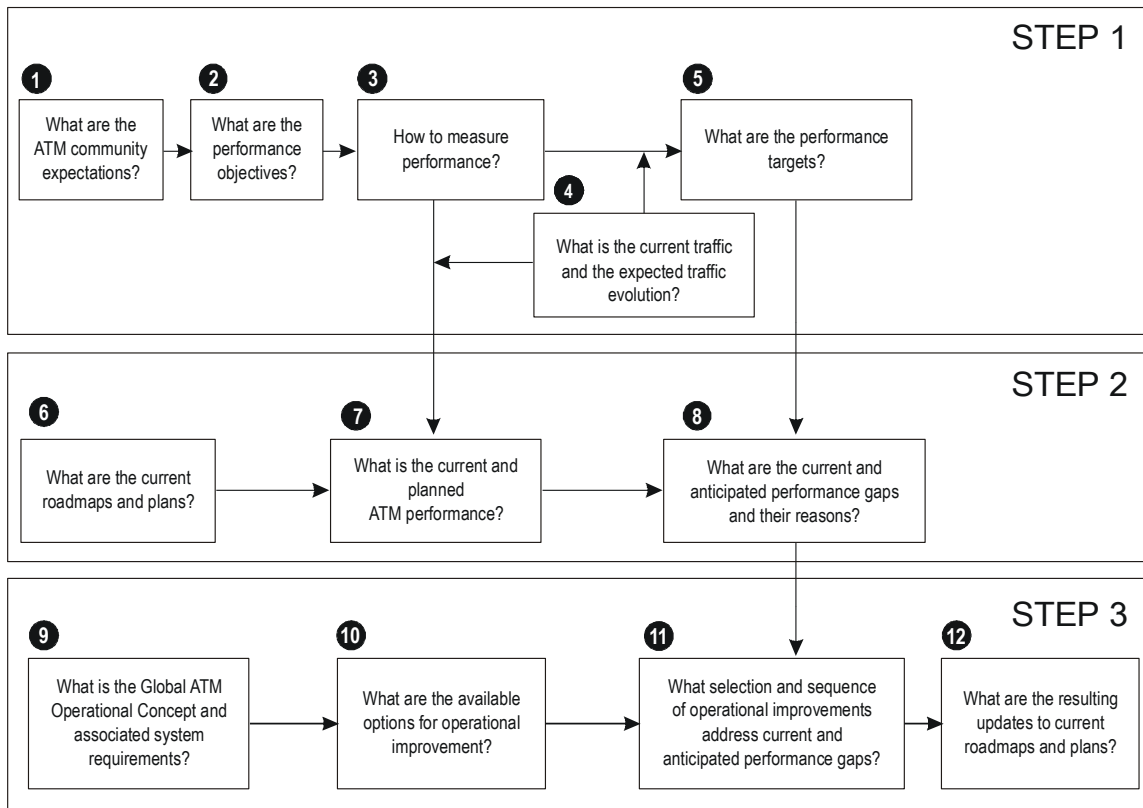 STEP 1
1
What are the
ATM community
expectations?
2
What are the
performance
objectives?
3
How to measure
performance?
4
What is the current traffic
and the expected traffic
evolution?
5
What are the performance
targets?
STEP 2
6
What are the current
roadmaps and plans?
7
What is the current and
planned
ATM performance?
8
What are the current and
anticipated performance gaps
and their reasons?
STEP 3
9
What is the Global ATM
Operational Concept and
associated system
requirements?
10
What are the available
options for operational
improvement?
11
What selection and sequence
of operational improvements
address current and
anticipated performance gaps?
12
What are the resulting
updates to current
roadmaps and plans?